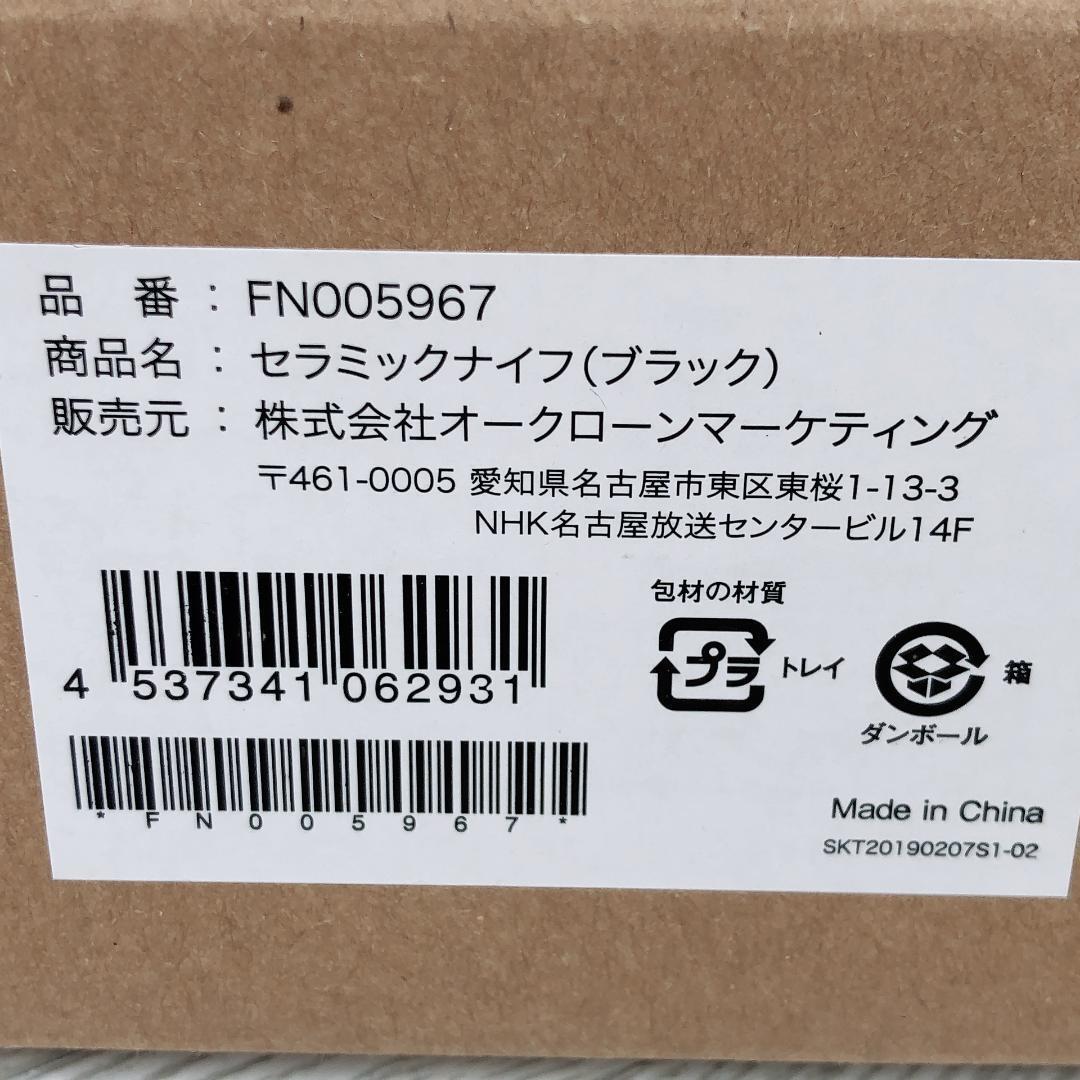 品 番 : FN005967
商品名 : セラミックナイフ(ブラック)
販売元 : 株式会社オークローンマーケティング
〒461-0005 愛知県名古屋市東区東桜1-13-3
NHK名古屋放送センタービル14F
4 537341 062931
*FN005967*
包材の材質
プラ トレイ
箱
ダンボール
Made in China
SKT20190207S1-02